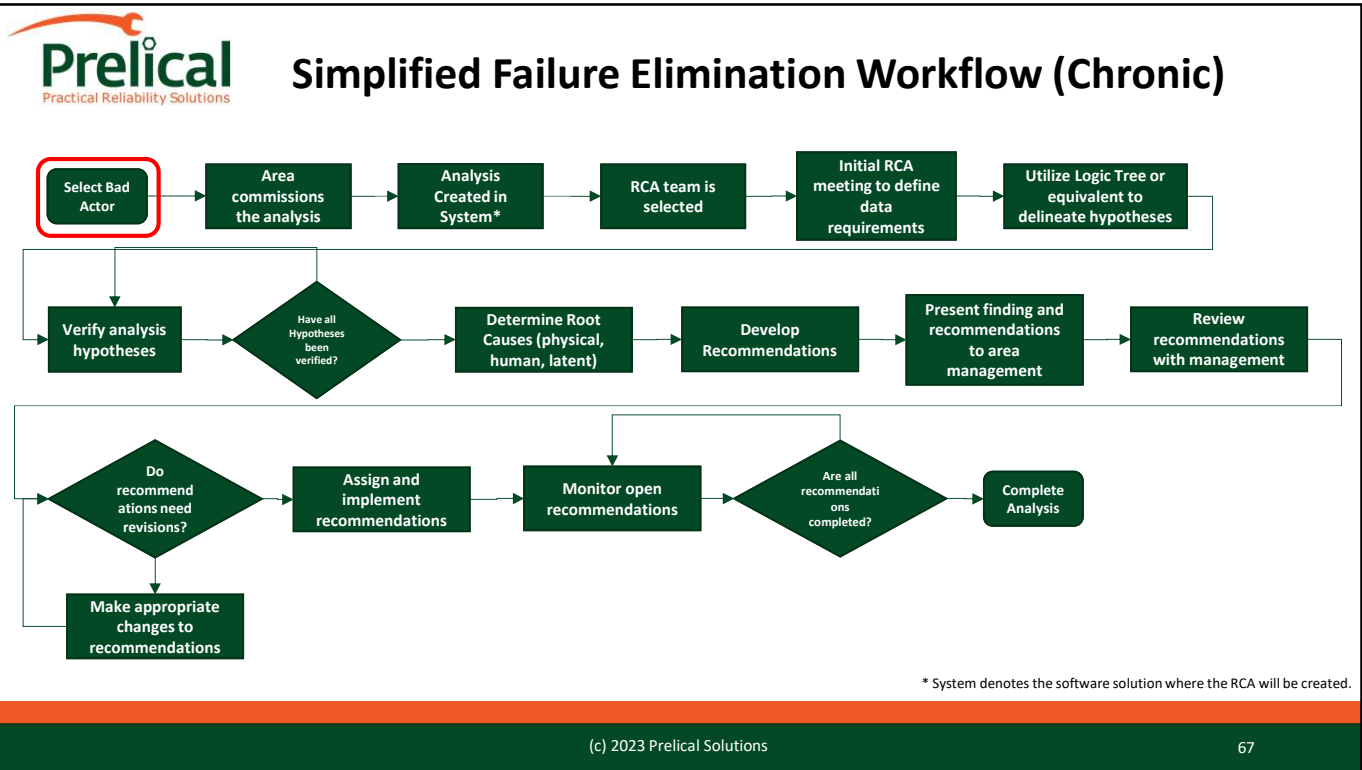 Prelical
Practical Reliability Solutions
Simplified Failure Elimination Workflow (Chronic)
Select Bad
Actor
Area
commissions
the analysis
Analysis
Created in
System*
RCA team is
selected
Initial RCA
meeting to define
data
requirements
Utilize Logic Tree or
equivalent to
delineate hypotheses
Verify analysis
hypotheses
Have all
Hypotheses
been
verified?
Determine Root
Causes (physical,
human, latent)
Develop
Recommendations
Present finding and
recommendations
to area
management
Review
recommendations
with management
Do
recommend
ations need
revisions?
Assign and
implement
recommendations
Monitor open
recommendations
Are all
recommendati
ons
completed?
Complete
Analysis
Make appropriate
changes to
recommendations
* System denotes the software solution where the RCA will be created.
(c) 2023 Prelical Solutions
67